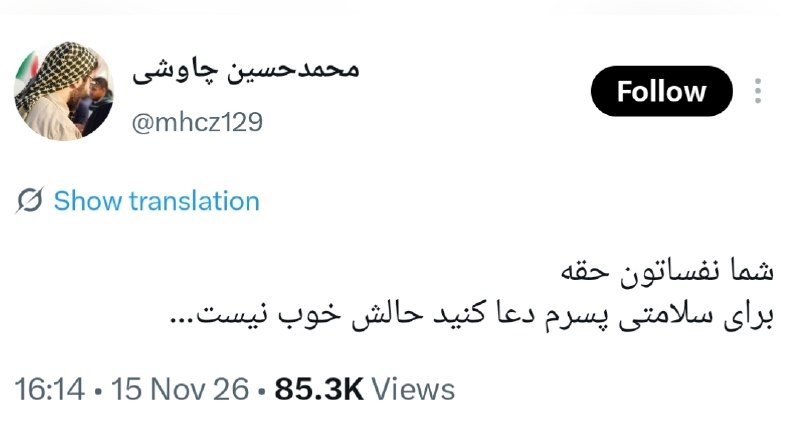 محمدحسین چاوشی
Follow
@mhcz129
Show translation
شما نفساتون حقه
برای سلامتی پسرم دعا کنید حالش خوب نیست...
16:14 • 15 Nov 26 • 85.3K Views